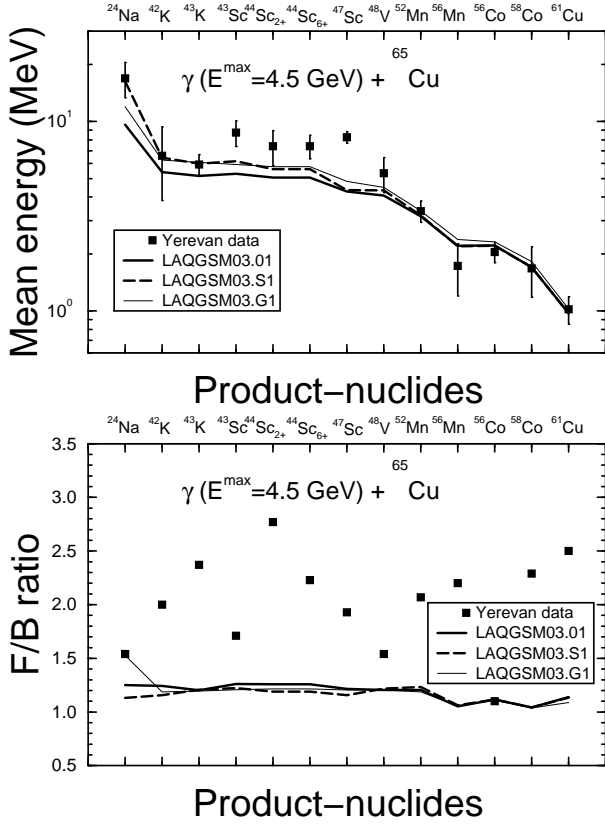 24Na 42K 43K 43Sc 44Sc2+ 44Sc6+ 47Sc 48V 52Mn 56Mn 56Co 58Co 61Cu
γ (E^max=4.5 GeV) + 65Cu
Mean energy (MeV)
10^1
10^0
Yerevan data
LAQGSM03.01
LAQGSM03.S1
LAQGSM03.G1
Product−nuclides
24Na 42K 43K 43Sc 44Sc2+ 44Sc6+ 47Sc 48V 52Mn 56Mn 56Co 58Co 61Cu
γ (E^max=4.5 GeV) + 65Cu
F/B ratio
3.5
3.0
2.5
2.0
1.5
1.0
0.5
Yerevan data
LAQGSM03.01
LAQGSM03.S1
LAQGSM03.G1
Product−nuclides